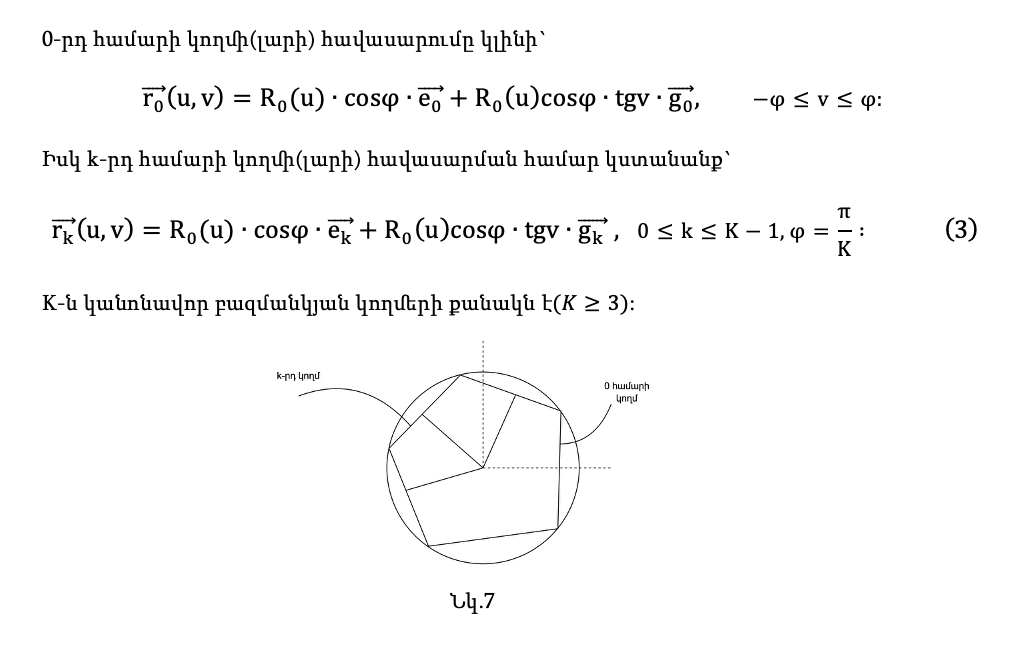 0-րդ համարի կողմի(լարի) հավասարումը կլինի՝
r₀⃗(u, v) = R₀(u) · cosφ · e₀⃗ + R₀(u)cosφ · tgv · g₀⃗, −φ ≤ v ≤ φ:
Իսկ k-րդ համարի կողմի(լարի) հավասարման համար կստանանք՝
rₖ⃗(u, v) = R₀(u) · cosφ · eₖ⃗ + R₀(u)cosφ · tgv · gₖ⃗ , 0 ≤ k ≤ K − 1, φ = π/K : (3)
K-ն կանոնավոր բազմանկյան կողմերի քանակն է(K ≥ 3):
k-րդ կողմ
0 համարի
կողմ
Նկ.7